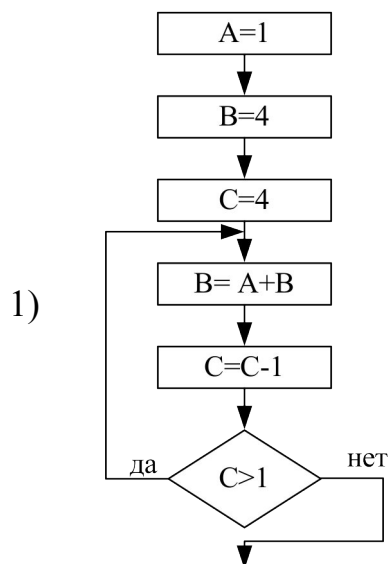 A=1
B=4
C=4
1)
B= A+B
C=C-1
да
C>1
нет